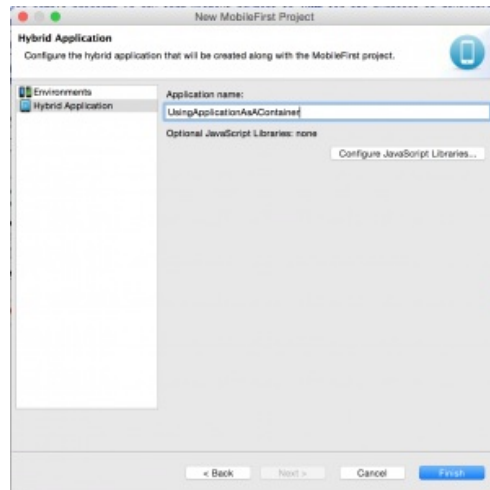 New MobileFirst Project
Hybrid Application
Configure the hybrid application that will be created along with the MobileFirst project.
Environments
Hybrid Application
Application name:
UsingApplicationAsAContainer
Optional JavaScript Libraries: none
Configure JavaScript Libraries...
< Back
Next >
Cancel
Finish